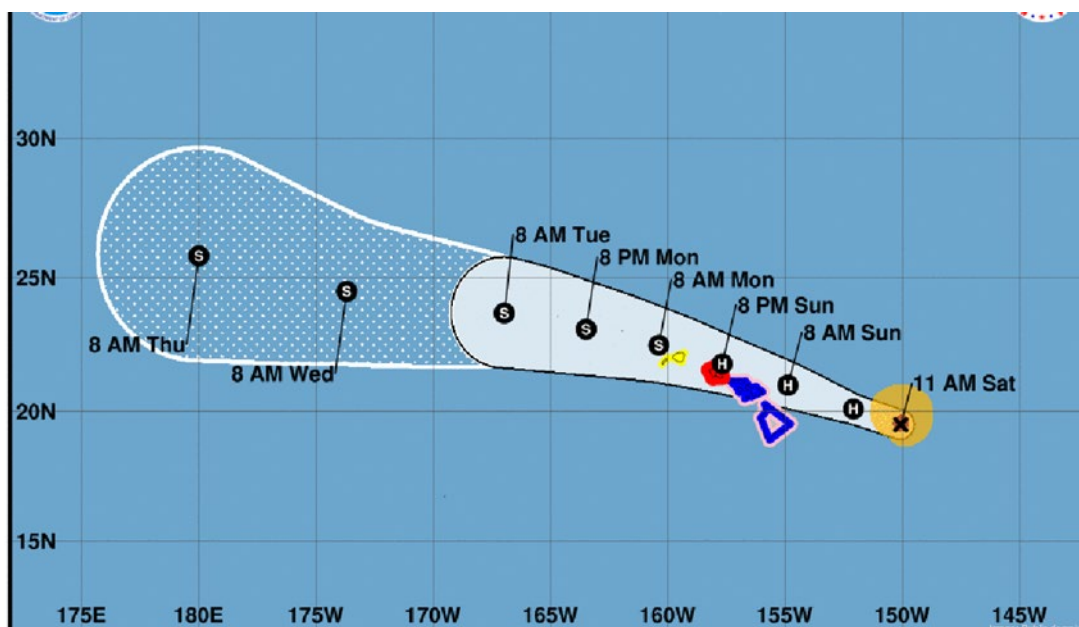 30N
8 AM Tue
8 PM Mon
25N
8 AM Mon
S
8 PM Sun
S
S
S
8 AM Sun
S
8 AM Thu
H
8 AM Wed
H
11 AM Sat
20N
H
X
15N
175E 180E 175W 170W 165W 160W 155W 150W 145W